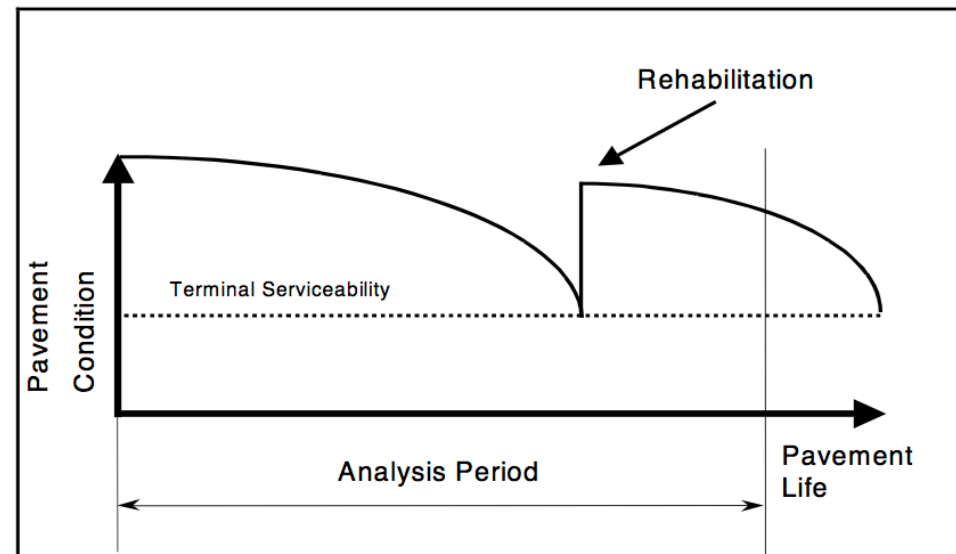 Rehabilitation
Terminal Serviceability
Pavement
Condition
Analysis Period
Pavement
Life